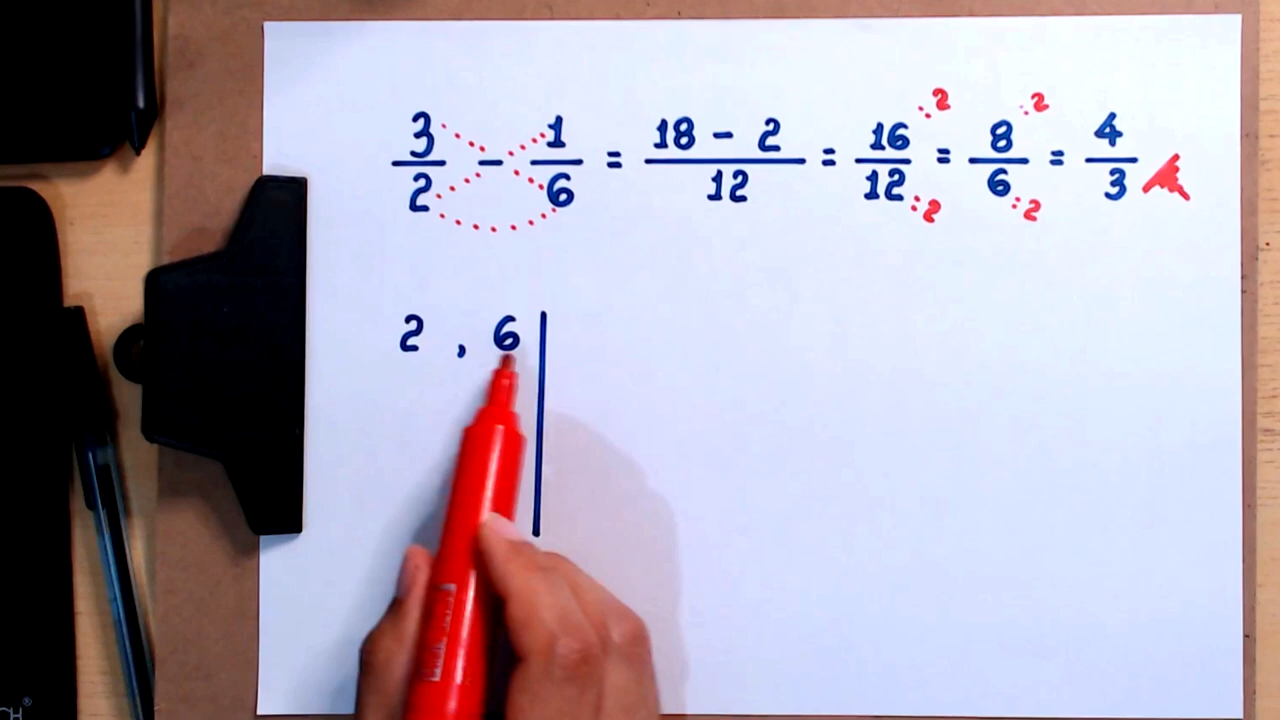 3/2 - 1/6 = 18 - 2/12 = 16/12 :2 :2 = 8/6 :2 :2 = 4/3
2 , 6 |
CH®